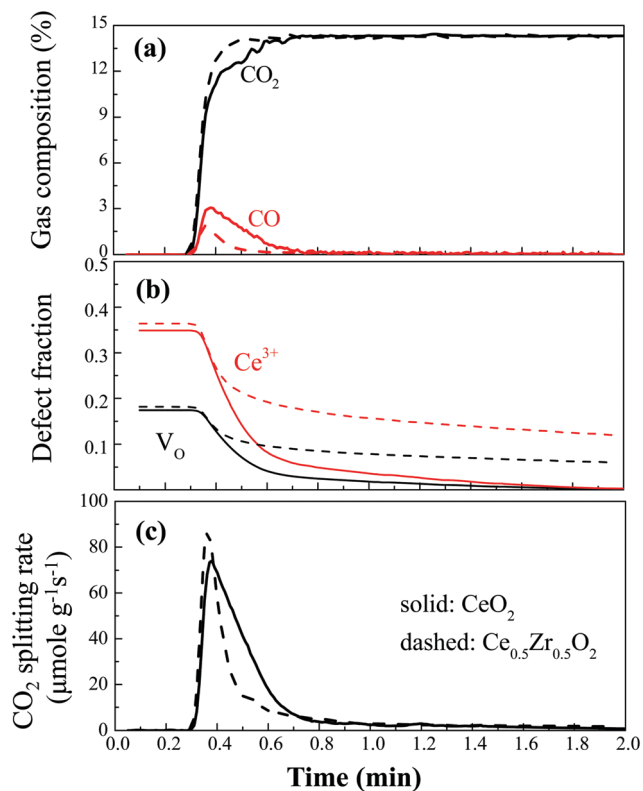 15
12
9
6
3
0
Gas composition (%)
(a)
CO₂
CO
0.5
0.4
0.3
0.2
0.1
Defect fraction
(b)
Ce³⁺
V_O
100
80
60
40
20
0
CO₂ splitting rate
(μmole g⁻¹s⁻¹)
(c)
solid: CeO₂
dashed: Ce₀.₅Zr₀.₅O₂
0.0 0.2 0.4 0.6 0.8 1.0 1.2 1.4 1.6 1.8 2.0
Time (min)